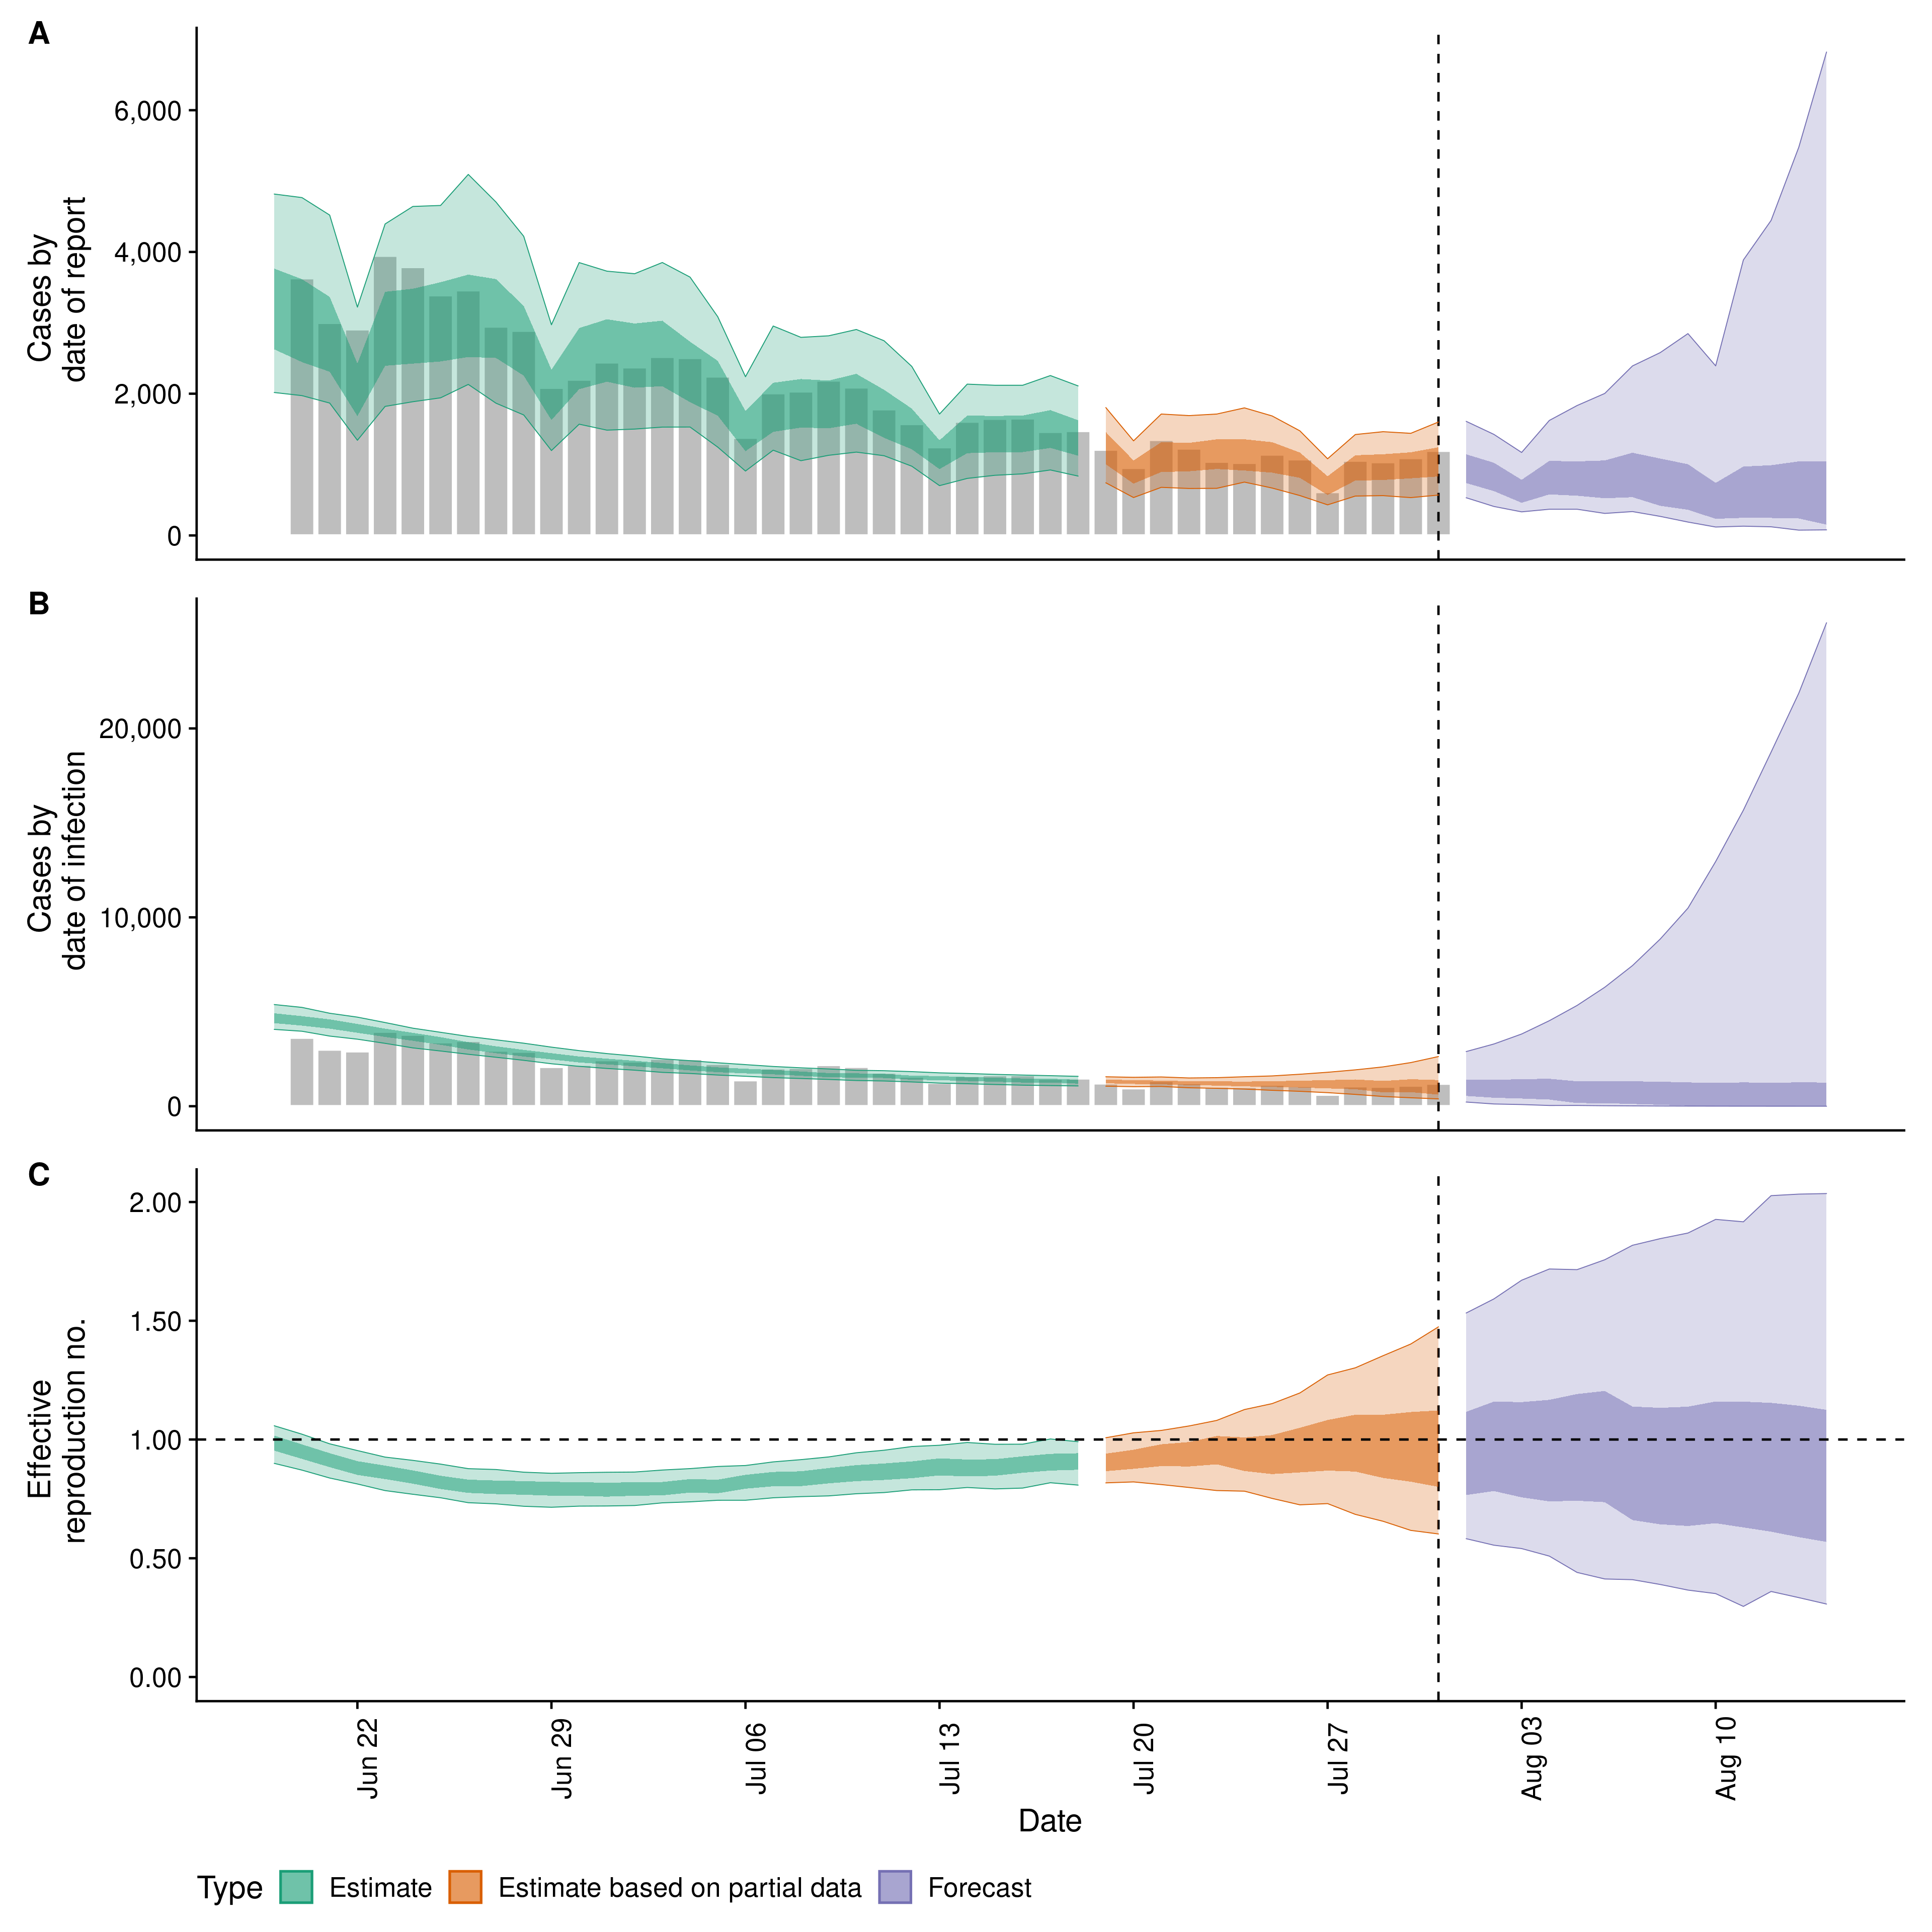 A
6,000
4,000
2,000
0
Cases by
date of report
B
20,000
10,000
0
Cases by
date of infection
C
2.00
1.50
1.00
0.50
0.00
Effective
reproduction no.
Jun 22
Jun 29
Jul 06
Jul 13
Jul 20
Jul 27
Aug 03
Aug 10
Date
Type Estimate Estimate based on partial data Forecast